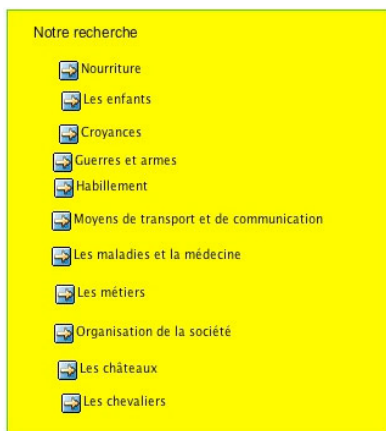 Notre recherche
Nourriture
Les enfants
Croyances
Guerres et armes
Habillement
Moyens de transport et de communication
Les maladies et la médecine
Les métiers
Organisation de la société
Les châteaux
Les chevaliers